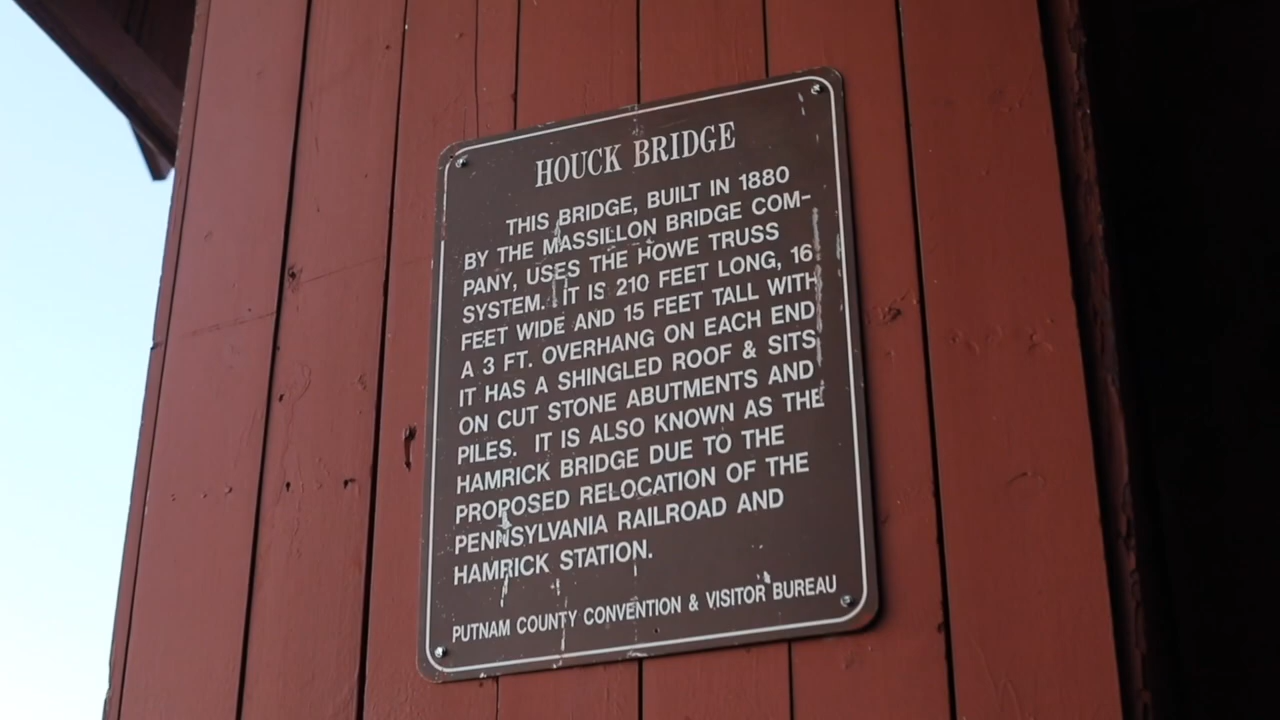 HOUCK BRIDGE
THIS BRIDGE, BUILT IN 1880
BY THE MASSILLON BRIDGE COM-
PANY, USES THE HOWE TRUSS
SYSTEM. IT IS 210 FEET LONG, 16
FEET WIDE AND 15 FEET TALL WITH
A 3 FT. OVERHANG ON EACH END
IT HAS A SHINGLED ROOF & SITS
ON CUT STONE ABUTMENTS AND
PILES. IT IS ALSO KNOWN AS THE
HAMRICK BRIDGE DUE TO THE
PROPOSED RELOCATION OF THE
PENNSYLVANIA RAILROAD AND
HAMRICK STATION.
PUTNAM COUNTY CONVENTION & VISITOR BUREAU